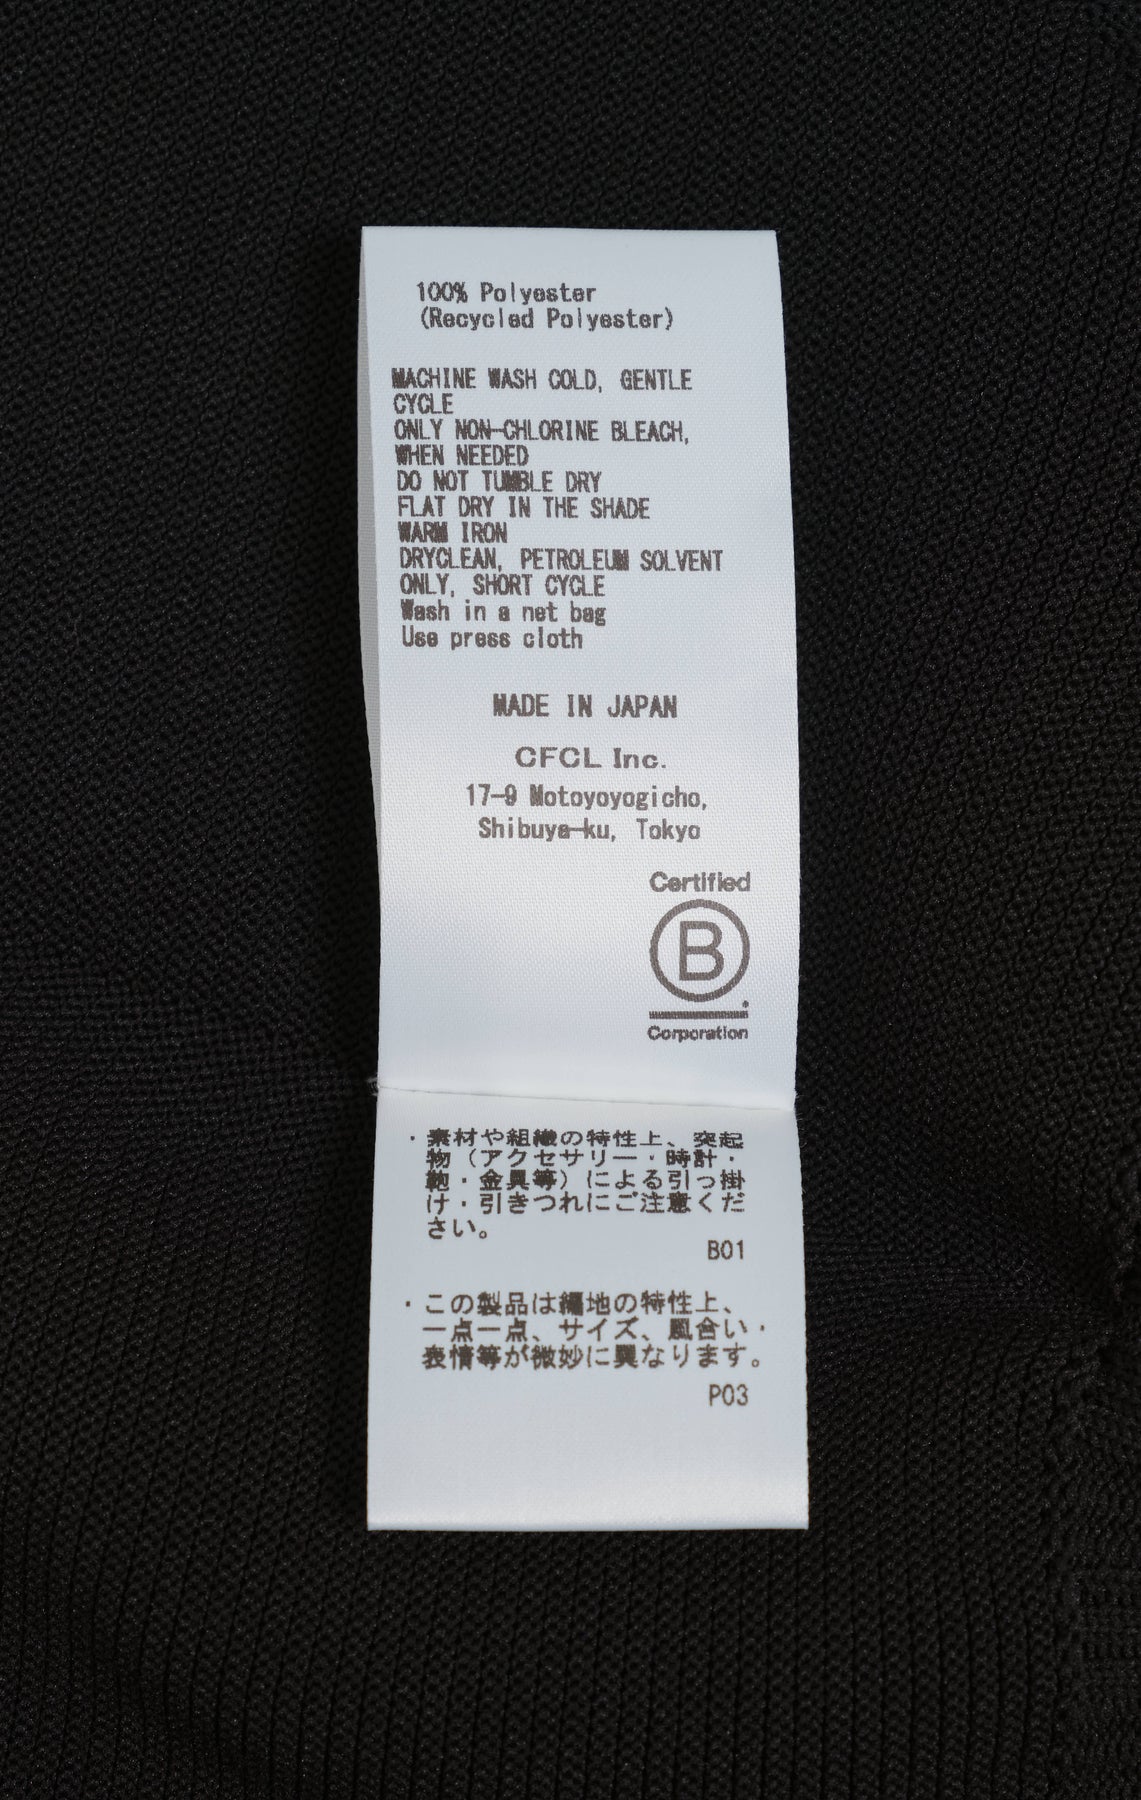 100% Polyester
(Recycled Polyester)
MACHINE WASH COLD, GENTLE
CYCLE
ONLY NON-CHLORINE BLEACH,
WHEN NEEDED
DO NOT TUMBLE DRY
FLAT DRY IN THE SHADE
WARM IRON
DRYCLEAN, PETROLEUM SOLVENT
ONLY, SHORT CYCLE
Wash in a net bag
Use press cloth
MADE IN JAPAN
CFCL Inc.
17-9 Motoyoyogicho,
Shibuya-ku, Tokyo
Certified
B
Corporation
・素材や組織の特性上、突起
物（アクセサリー・時計・
鞄・金具等）による引っ掛
け・引きつれにご注意くだ
さい。
B01
・この製品は編地の特性上、
一点一点、サイズ、風合い・
表情等が微妙に異なります。
P03